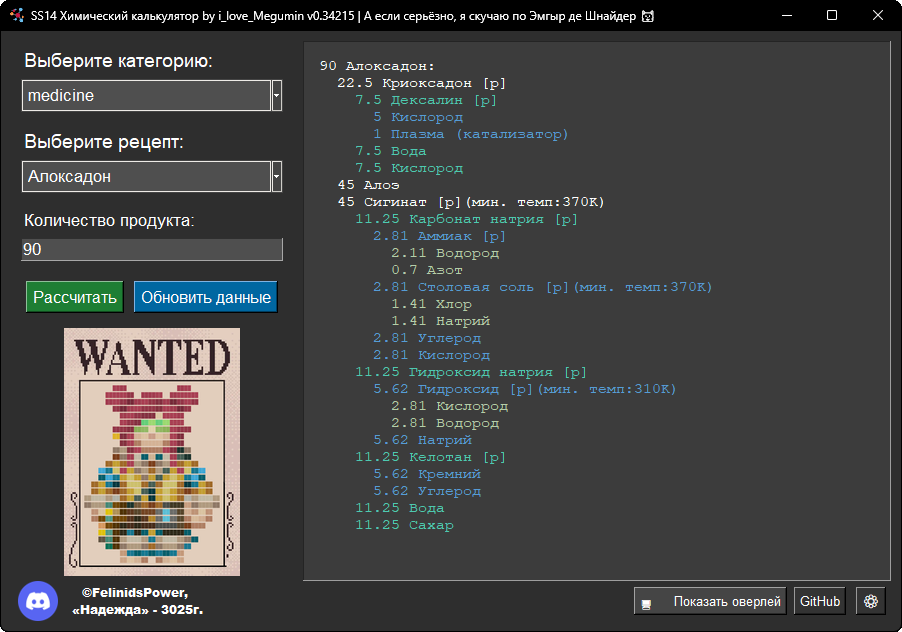 SS14 Химический калькулятор by i_love_Megumin v0.34215 | А если серьёзно, я скучаю по Эмгыр де Шнайдер 🐱
Выберите категорию:
medicine
Выберите рецепт:
Алоксадон
Количество продукта:
90
Рассчитать
Обновить данные
WANTED
©FelinidsPower,
«Надежда» - 3025г.
90 Алоксадон:
22.5 Криоксадон [р]
7.5 Дексалин [р]
5 Кислород
1 Плазма (катализатор)
7.5 Вода
7.5 Кислород
45 Алоэ
45 Сигинат [р](мин. темп:370K)
11.25 Карбонат натрия [р]
2.81 Аммиак [р]
2.11 Водород
0.7 Азот
2.81 Столовая соль [р](мин. темп:370K)
1.41 Хлор
1.41 Натрий
2.81 Углерод
2.81 Кислород
11.25 Гидроксид натрия [р]
5.62 Гидроксид [р](мин. темп:310K)
2.81 Кислород
2.81 Водород
5.62 Натрий
11.25 Келотан [р]
5.62 Кремний
5.62 Углерод
11.25 Вода
11.25 Сахар
Показать оверлей
GitHub